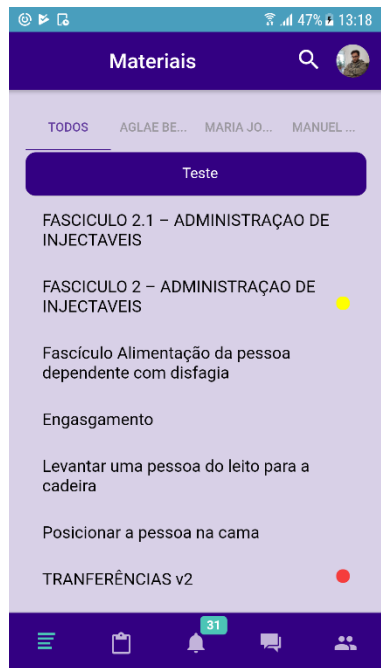 47% 13:18
Materiais
TODOS AGLAE BE... MARIA JO... MANUEL ...
Teste
FASCICULO 2.1 – ADMINISTRAÇAO DE
INJECTAVEIS
FASCICULO 2 – ADMINISTRAÇAO DE
INJECTAVEIS
Fascículo Alimentação da pessoa
dependente com disfagia
Engasgamento
Levantar uma pessoa do leito para a
cadeira
Posicionar a pessoa na cama
TRANFERÊNCIAS v2
31